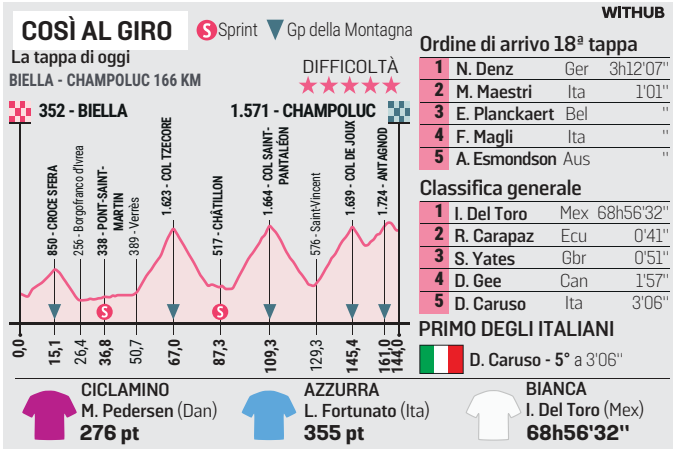 WITHUB
COSÌ AL GIRO
S Sprint
Gp della Montagna
La tappa di oggi
BIELLA - CHAMPOLUC 166 KM
DIFFICOLTÀ
352 - BIELLA
1.571 - CHAMPOLUC
850 - CROCE SFERA
256 - Borgofranco d'Ivrea
338 - PONT-SAINT-
MARTIN
389 - Verrès
1.623 - COL TZECORE
517 - CHÂTILLON
1.664 - COL SAINT-
PANTALÉON
576 - Saint-Vincent
1.639 - COL DE JOUX
1.724 - ANTAGNOD
S
S
0,0
15,1
26,4
36,8
50,7
67,0
87,3
109,3
129,3
145,4
161,0
144,0
Ordine di arrivo 18ª tappa
1 N. Denz Ger 3h12'07"
2 M. Maestri Ita 1'01"
3 E. Planckaert Bel "
4 F. Magli Ita "
5 A. Esmondson Aus "
Classifica generale
1 I. Del Toro Mex 68h56'32"
2 R. Carapaz Ecu 0'41"
3 S. Yates Gbr 0'51"
4 D. Gee Can 1'57"
5 D. Caruso Ita 3'06"
PRIMO DEGLI ITALIANI
D. Caruso - 5° a 3'06"
CICLAMINO
M. Pedersen (Dan)
276 pt
AZZURRA
L. Fortunato (Ita)
355 pt
BIANCA
I. Del Toro (Mex)
68h56'32"